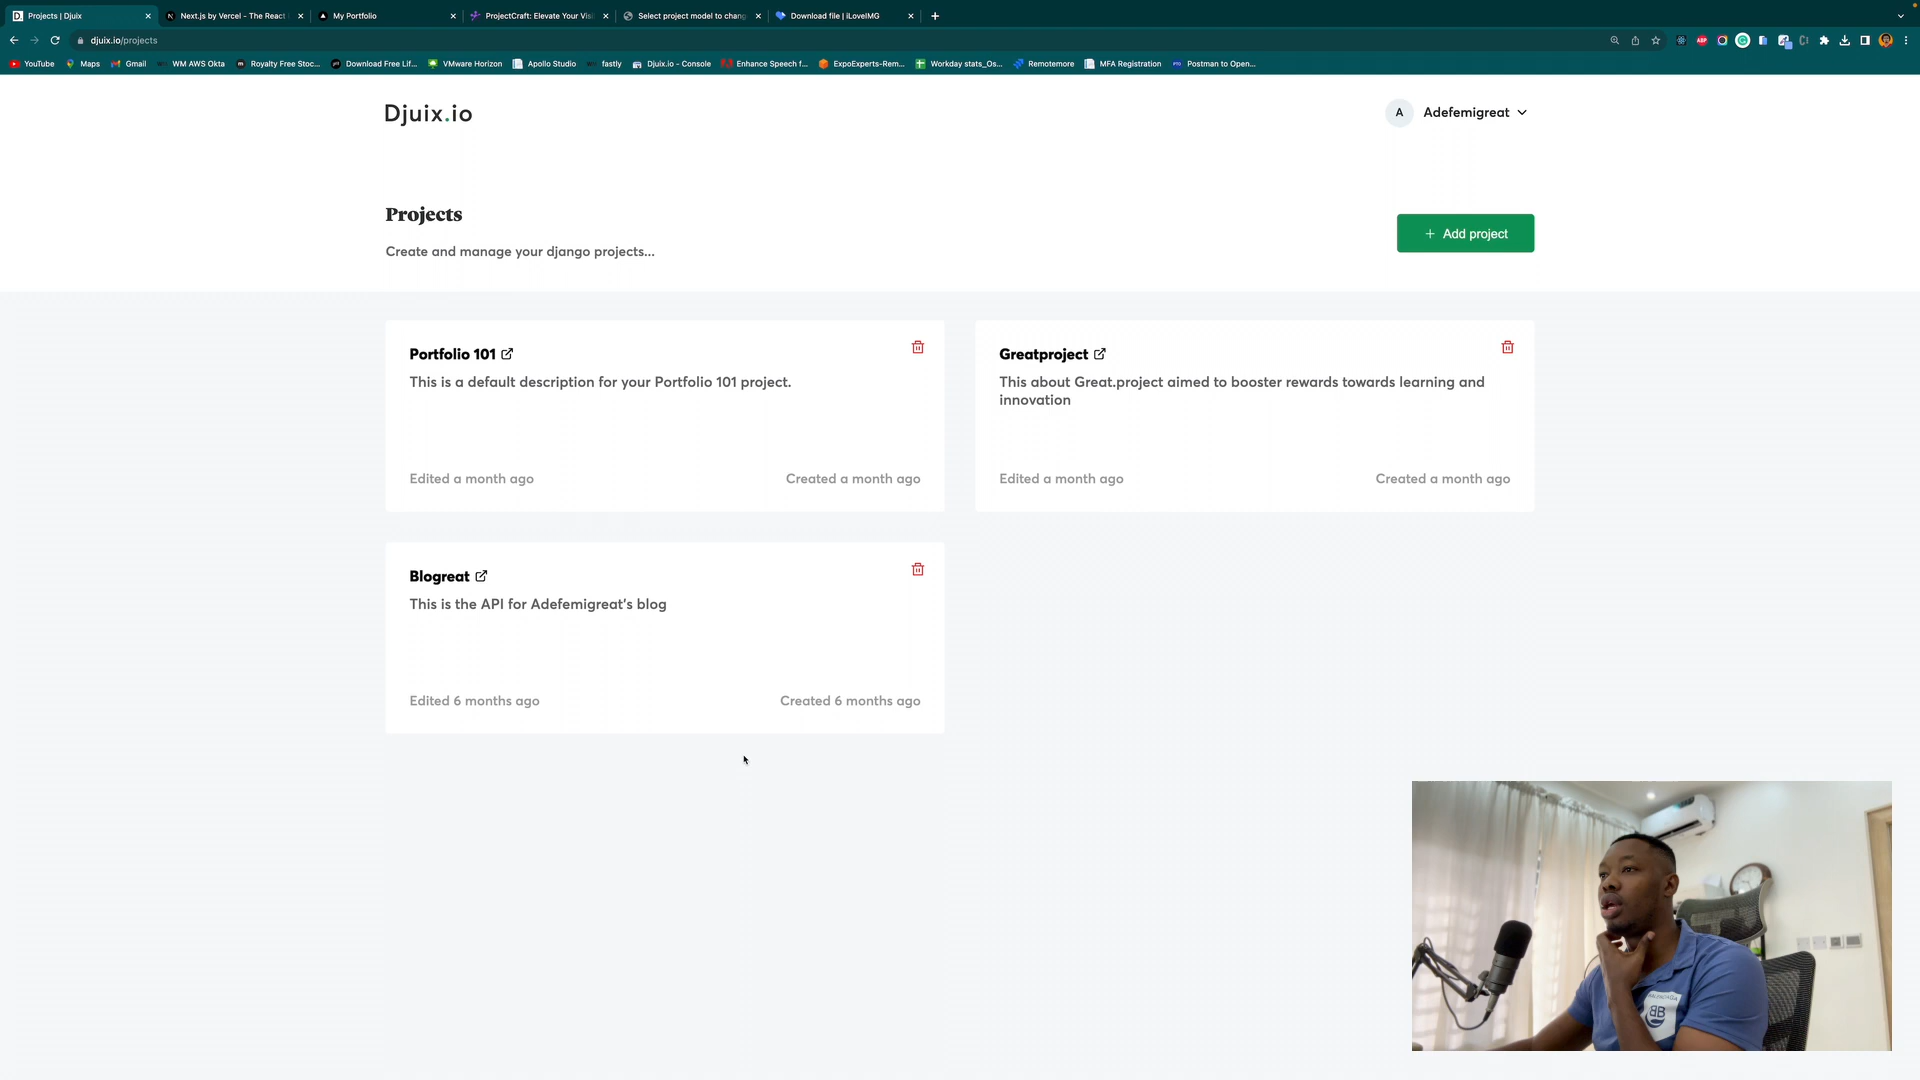 Projects | Djuix
Next.js by Vercel - The React
My Portfolio
ProjectCraft: Elevate Your Vis
Select project model to chang
Download file | iLoveIMG
djuix.io/projects
YouTube
Maps
Gmail
WM AWS Okta
Royalty Free Stoc...
Download Free Lif...
VMware Horizon
Apollo Studio
fastly
Djuix.io - Console
Enhance Speech f...
ExpoExperts-Rem...
Workday stats_Os...
Remotemore
MFA Registration
Postman to Open...
Djuix.io
A Adefemigreat
Projects
+ Add project
Create and manage your django projects...
Portfolio 101
This is a default description for your Portfolio 101 project.
Edited a month ago
Created a month ago
Greatproject
This about Great.project aimed to booster rewards towards learning and
innovation
Edited a month ago
Created a month ago
Blogreat
This is the API for Adefemigreat's blog
Edited 6 months ago
Created 6 months ago